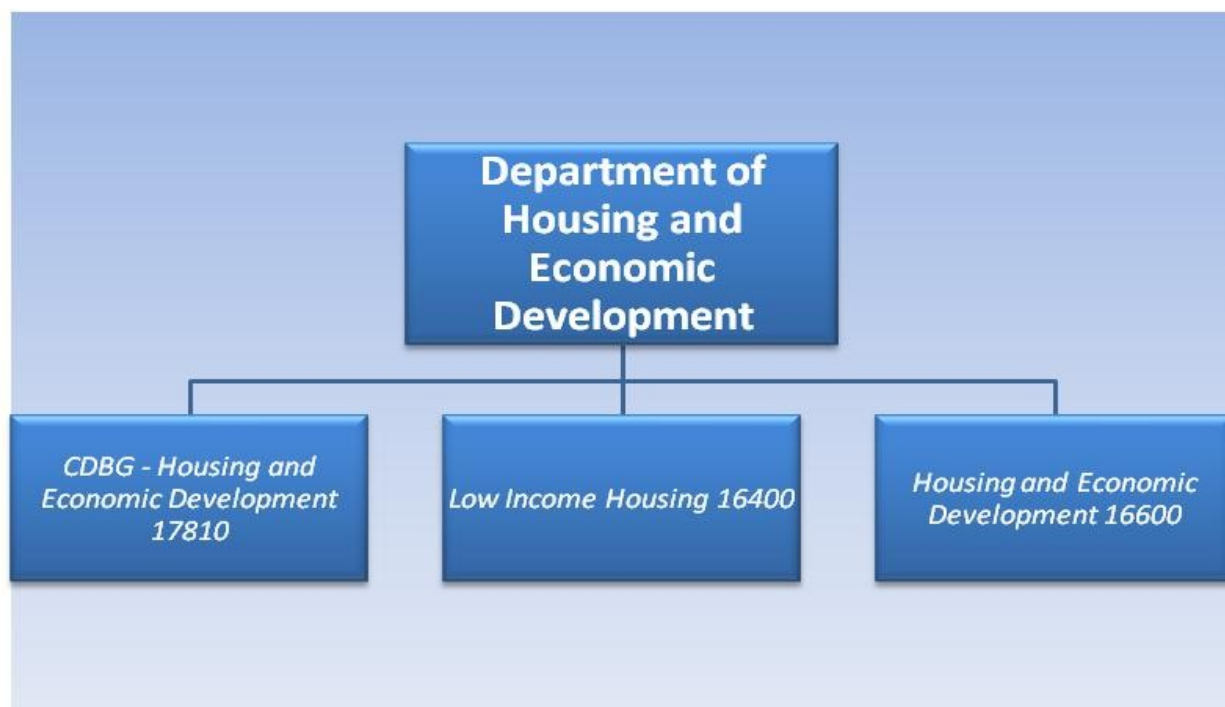 Department of
Housing and
Economic
Development
CDBG - Housing and
Economic Development
17810
Low Income Housing 16400
Housing and Economic
Development 16600